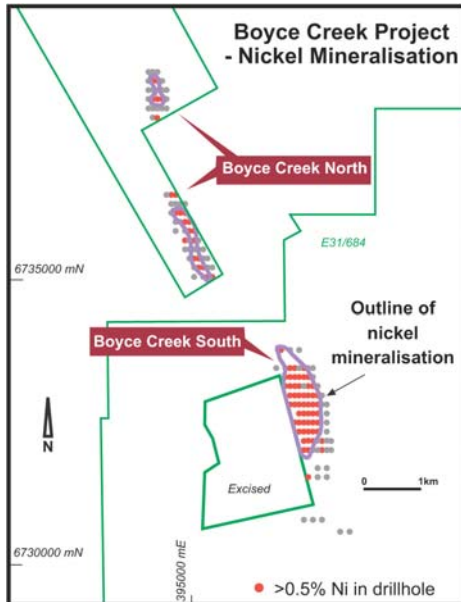 Boyce Creek Project
- Nickel Mineralisation
Boyce Creek North
E31/684
6735000 mN
Outline of
nickel
mineralisation
Boyce Creek South
N
0 1km
Excised
6730000 mN
395000 mE
>0.5% Ni in drillhole